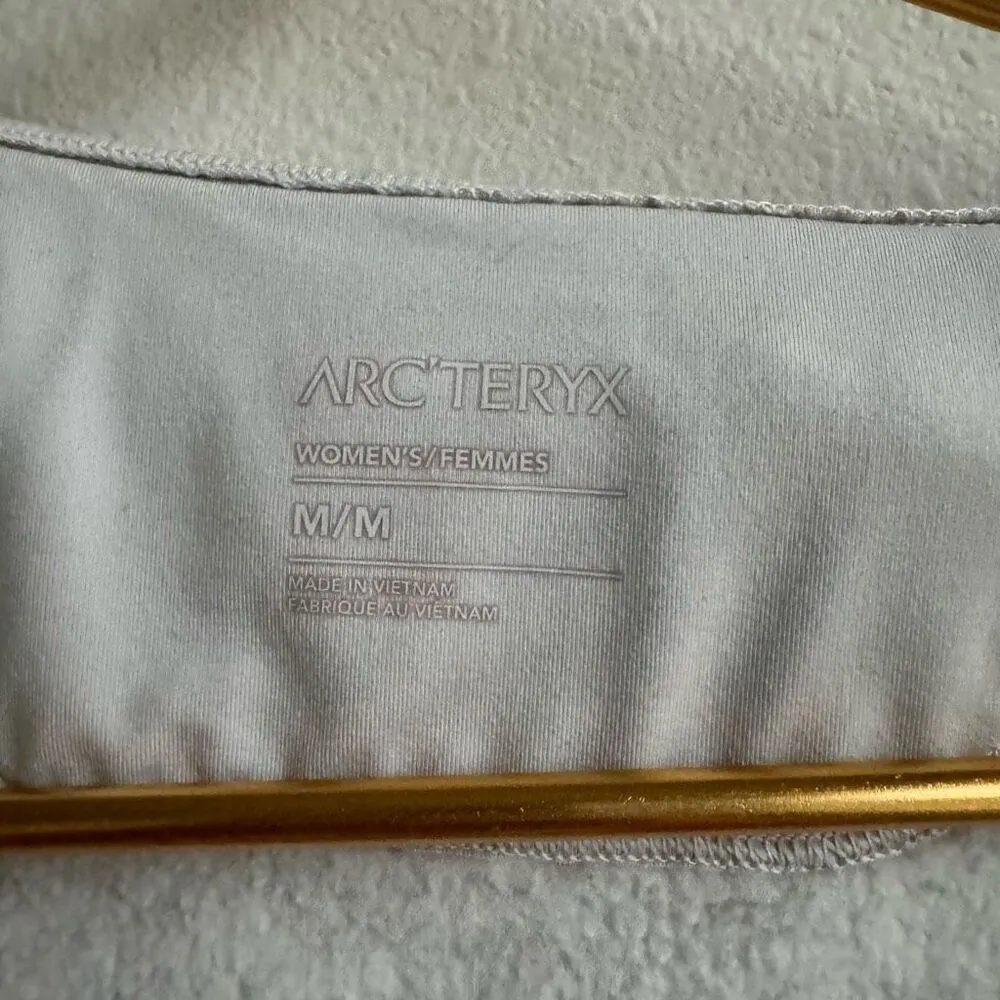 ARC'TERYX
WOMEN'S/FEMMES
M/M
MADE IN VIETNAM
FABRIQUE AU VIETNAM